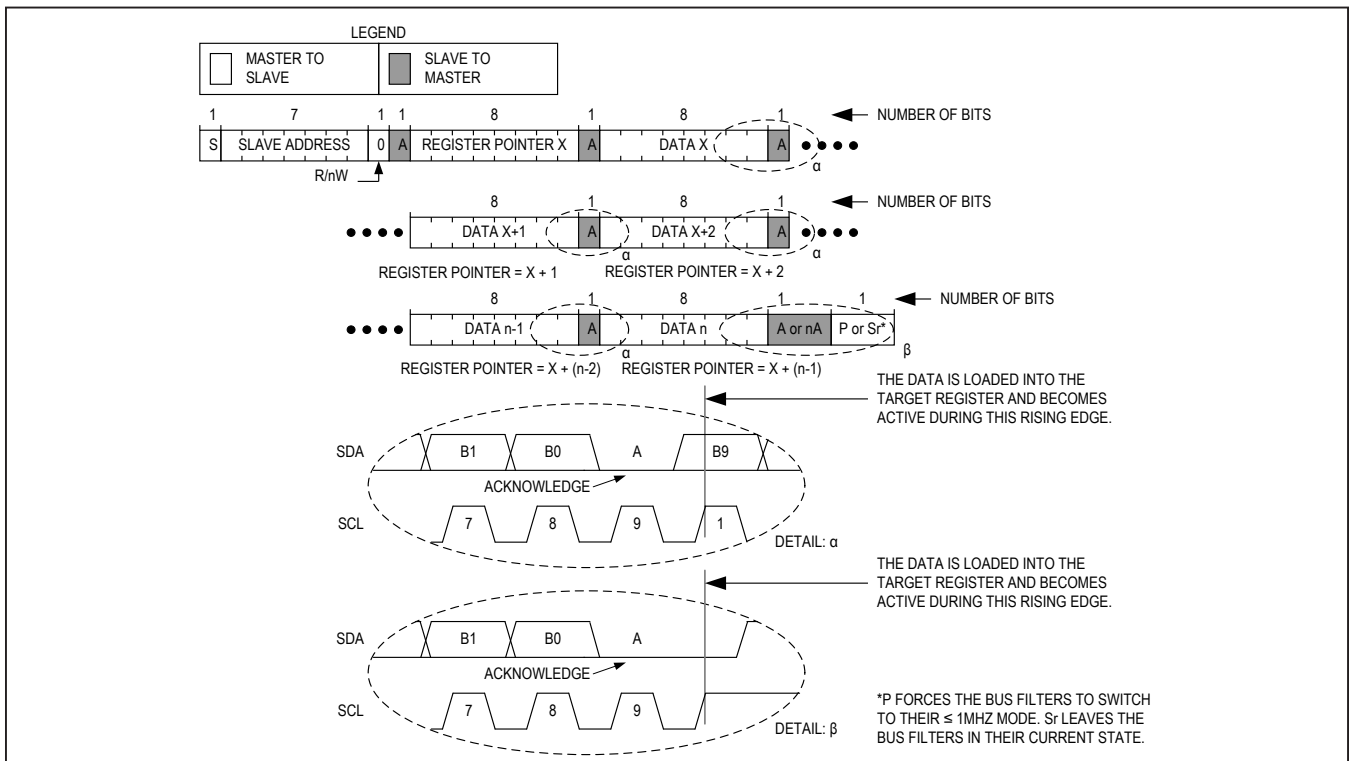 LEGEND
MASTER TO
SLAVE
SLAVE TO
MASTER
1 7 1 1 8 1 8 1 NUMBER OF BITS
S SLAVE ADDRESS 0 A REGISTER POINTER X A DATA X A
α
R/nW
8 1 8 1 NUMBER OF BITS
DATA X+1 A DATA X+2 A
α α
REGISTER POINTER = X + 1 REGISTER POINTER = X + 2
8 1 8 1 1 NUMBER OF BITS
DATA n-1 A DATA n A or nA P or Sr*
α β
REGISTER POINTER = X + (n-2) REGISTER POINTER = X + (n-1)
THE DATA IS LOADED INTO THE
TARGET REGISTER AND BECOMES
ACTIVE DURING THIS RISING EDGE.
SDA B1 B0 A B9
ACKNOWLEDGE
SCL 7 8 9 1
DETAIL: α
THE DATA IS LOADED INTO THE
TARGET REGISTER AND BECOMES
ACTIVE DURING THIS RISING EDGE.
SDA B1 B0 A
ACKNOWLEDGE
SCL 7 8 9
DETAIL: β
*P FORCES THE BUS FILTERS TO SWITCH
TO THEIR ≤ 1MHZ MODE. Sr LEAVES THE
BUS FILTERS IN THEIR CURRENT STATE.